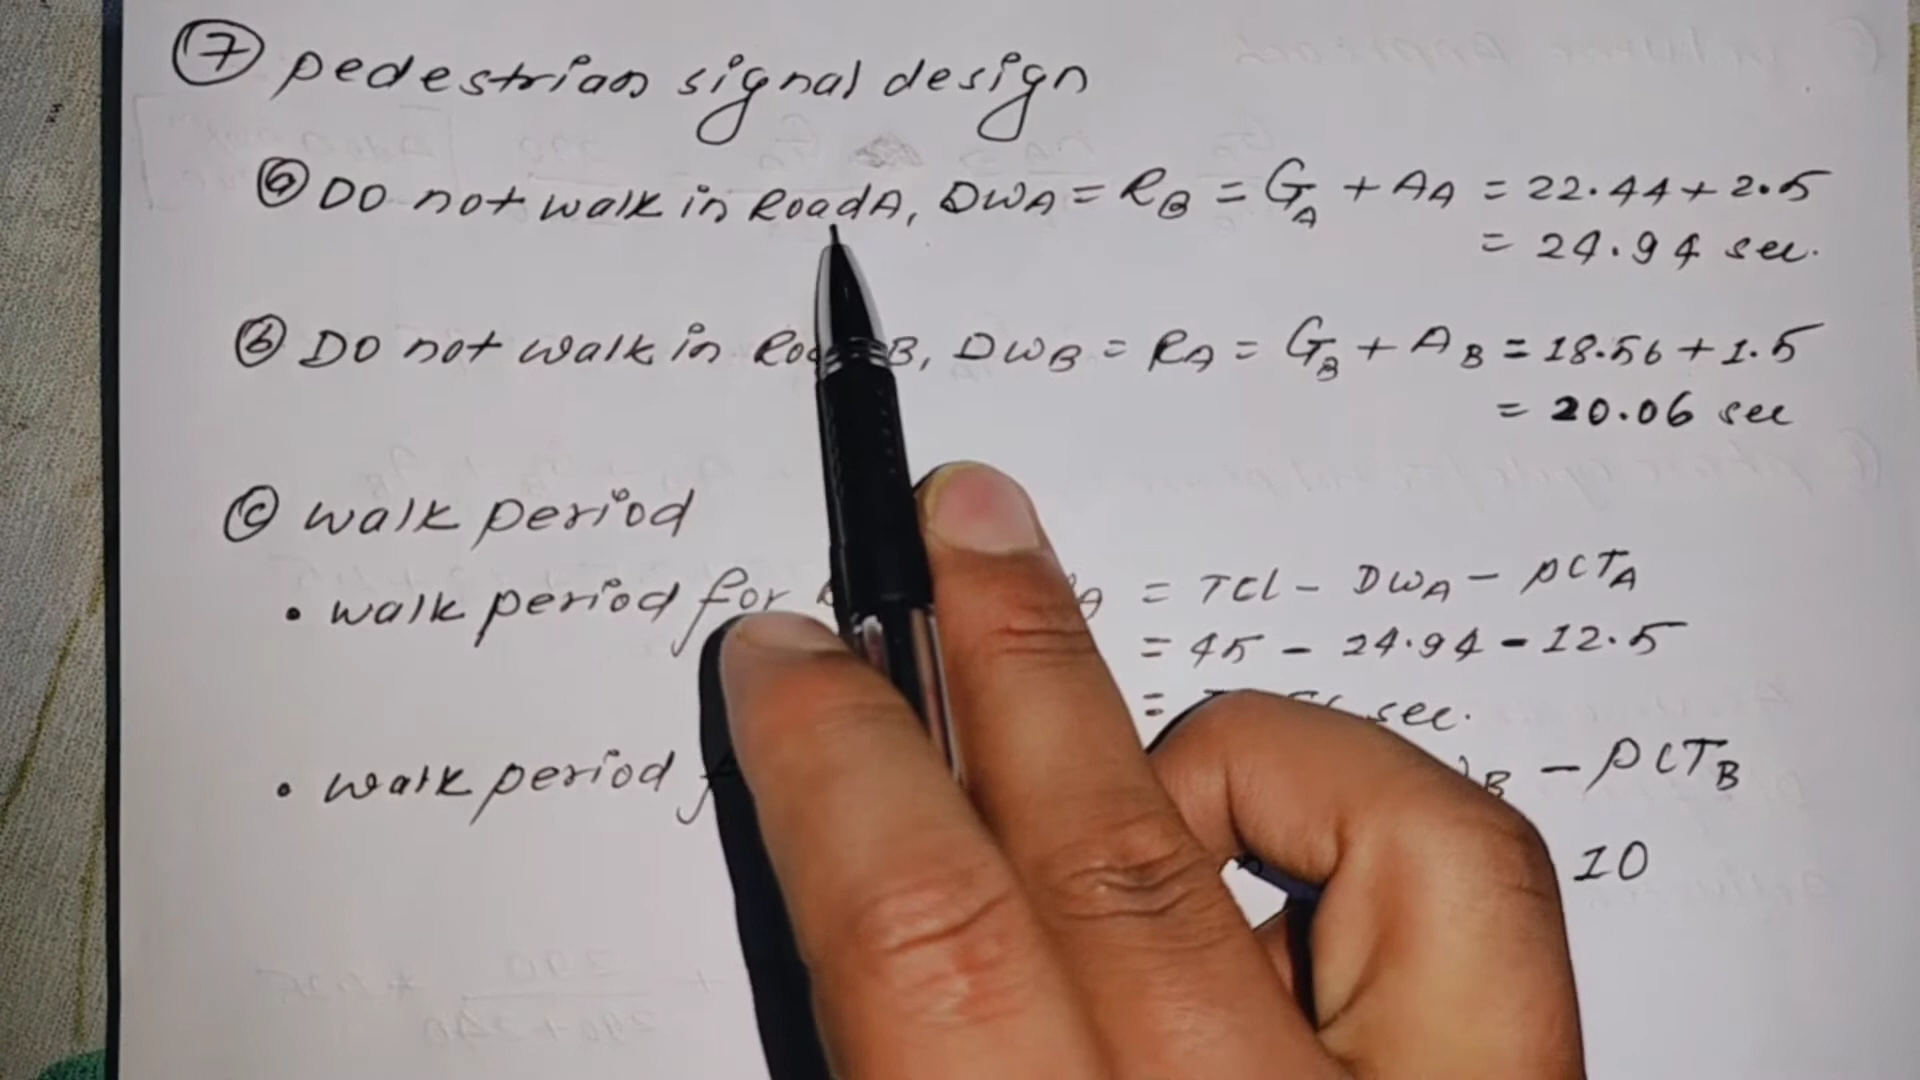 ⑦ pedestrian signal design
ⓐ DO not walk in RoadA, DWA = RB = GA + AA = 22.44 + 2.5
= 24.94 sec.
ⓑ DO not walk in B, DWB = RA = GB + AB = 18.56 + 1.5
= 20.06 sec
ⓒ walk period
• walk period for A = TCl - DWA - PCTA
= 45 - 24.94 - 12.5
= sec.
• walk period B - PCTB
10